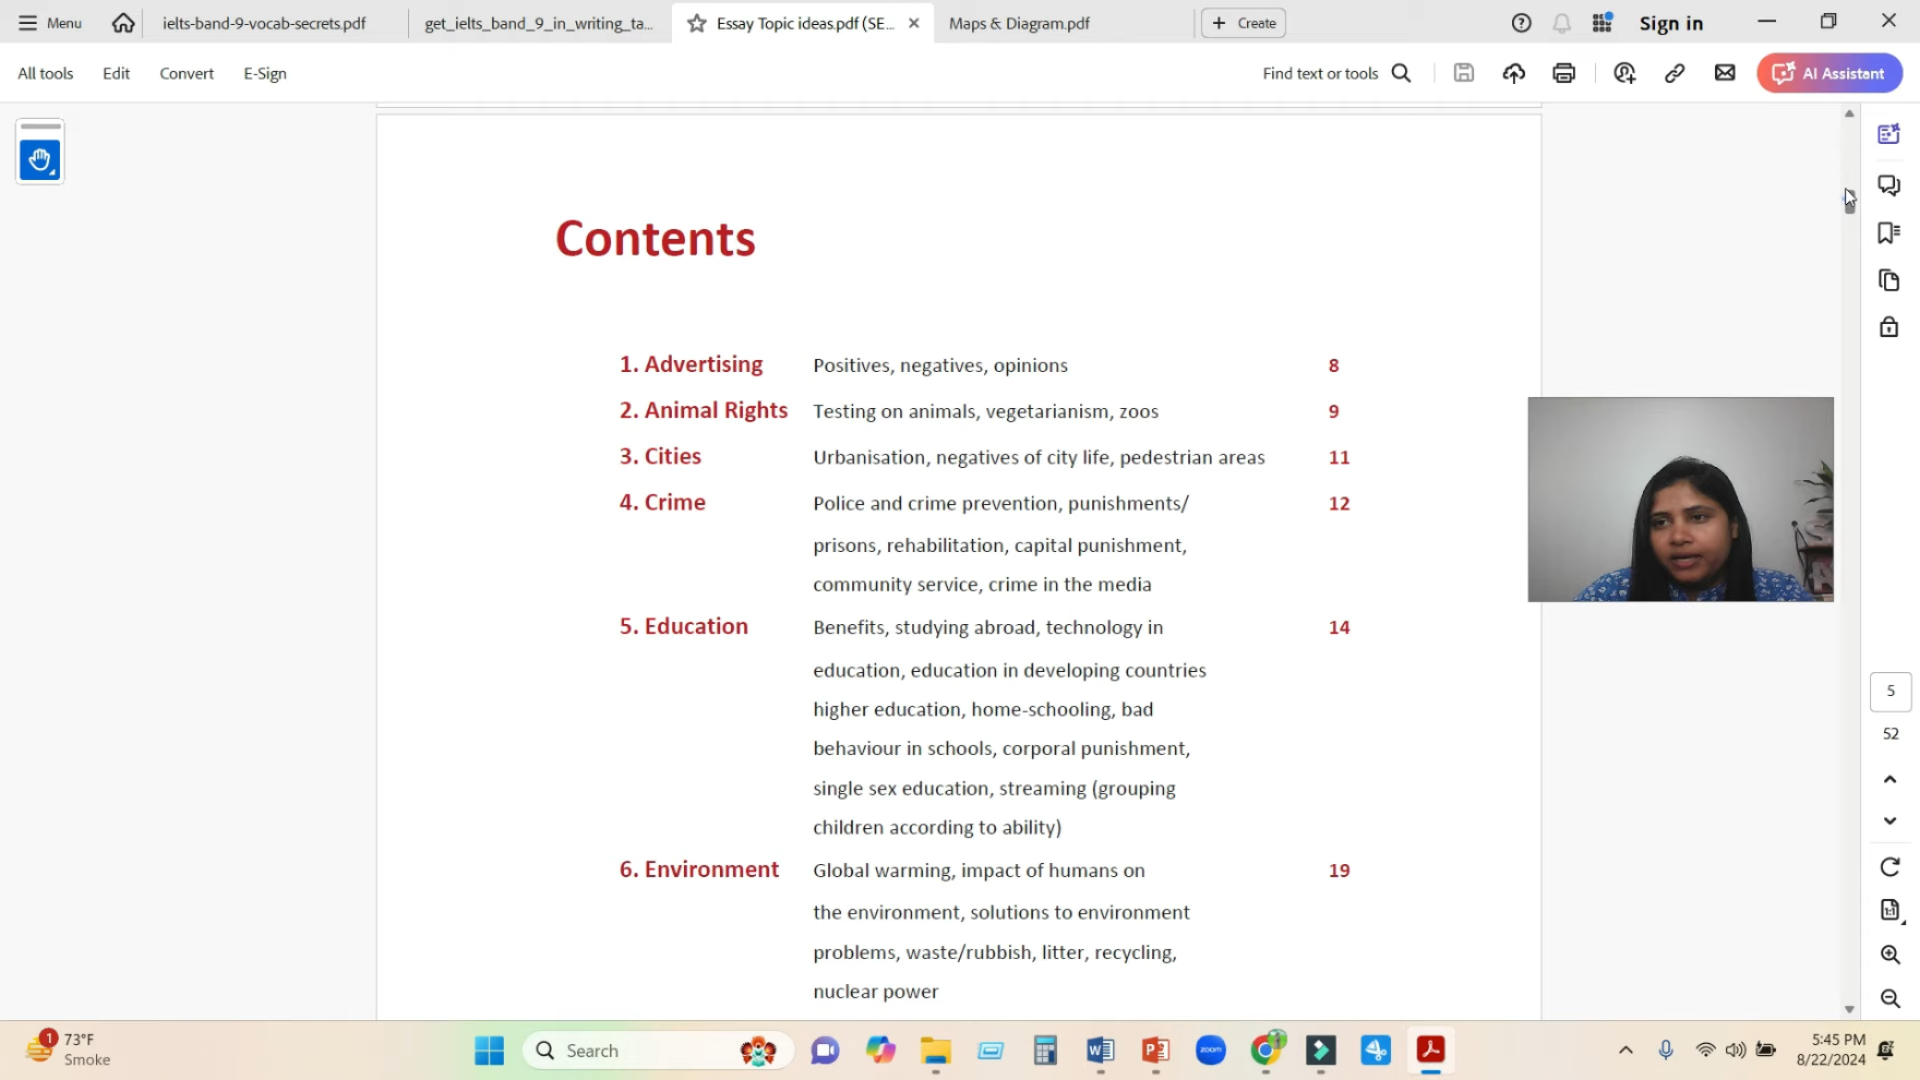 Menu
ielts-band-9-vocab-secrets.pdf
get_ielts_band_9_in_writing_ta...
Essay Topic ideas.pdf (SE...
Maps & Diagram.pdf
Create
Sign in
All tools
Edit
Convert
E-Sign
Find text or tools
AI Assistant
Contents
1. Advertising Positives, negatives, opinions 8
2. Animal Rights Testing on animals, vegetarianism, zoos 9
3. Cities Urbanisation, negatives of city life, pedestrian areas 11
4. Crime Police and crime prevention, punishments/ 12
prisons, rehabilitation, capital punishment,
community service, crime in the media
5. Education Benefits, studying abroad, technology in 14
education, education in developing countries
higher education, home-schooling, bad
behaviour in schools, corporal punishment,
single sex education, streaming (grouping
children according to ability)
6. Environment Global warming, impact of humans on 19
the environment, solutions to environment
problems, waste/rubbish, litter, recycling,
nuclear power
5
52
1
73°F
Smoke
Search
zoom
5:45 PM
8/22/2024